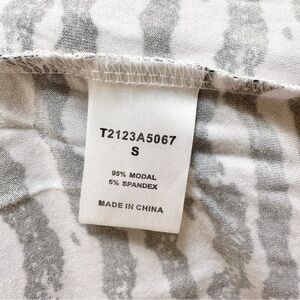 T2123A5067
S
95% MODAL
5% SPANDEX
MADE IN CHINA